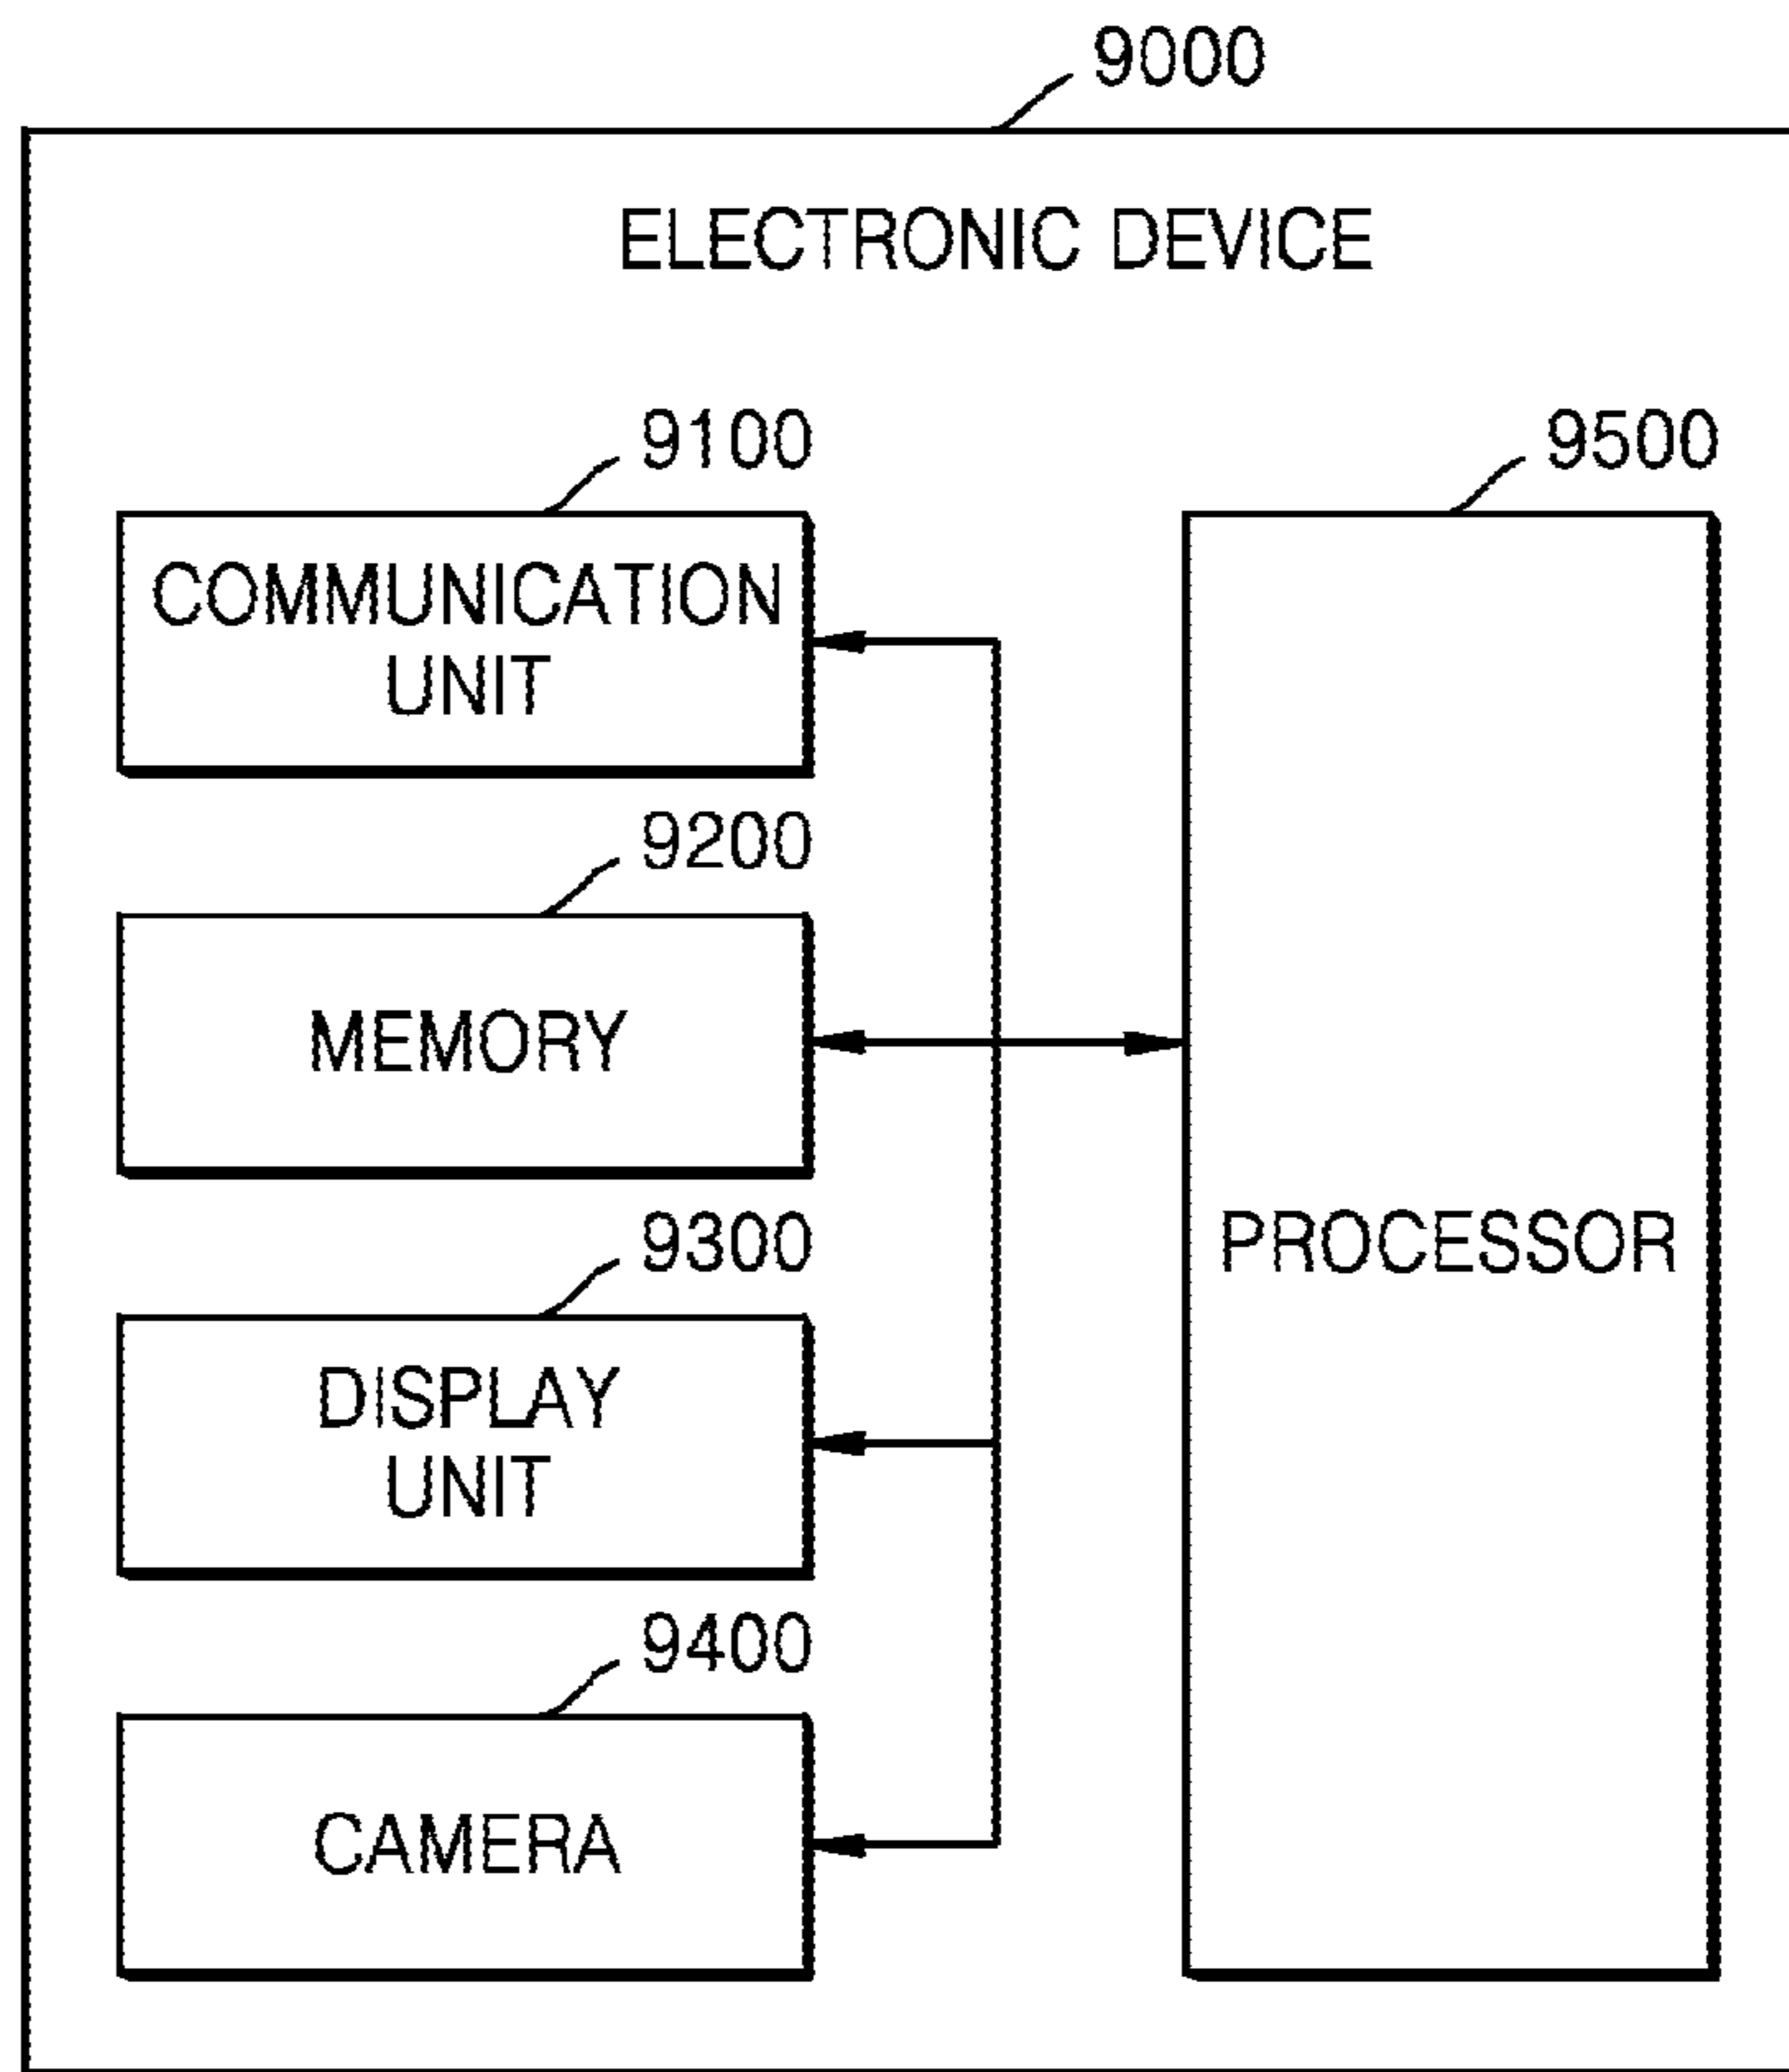 9000
ELECTRONIC DEVICE
9100
COMMUNICATION
UNIT
9200
MEMORY
9300
DISPLAY
UNIT
9400
CAMERA
9500
PROCESSOR